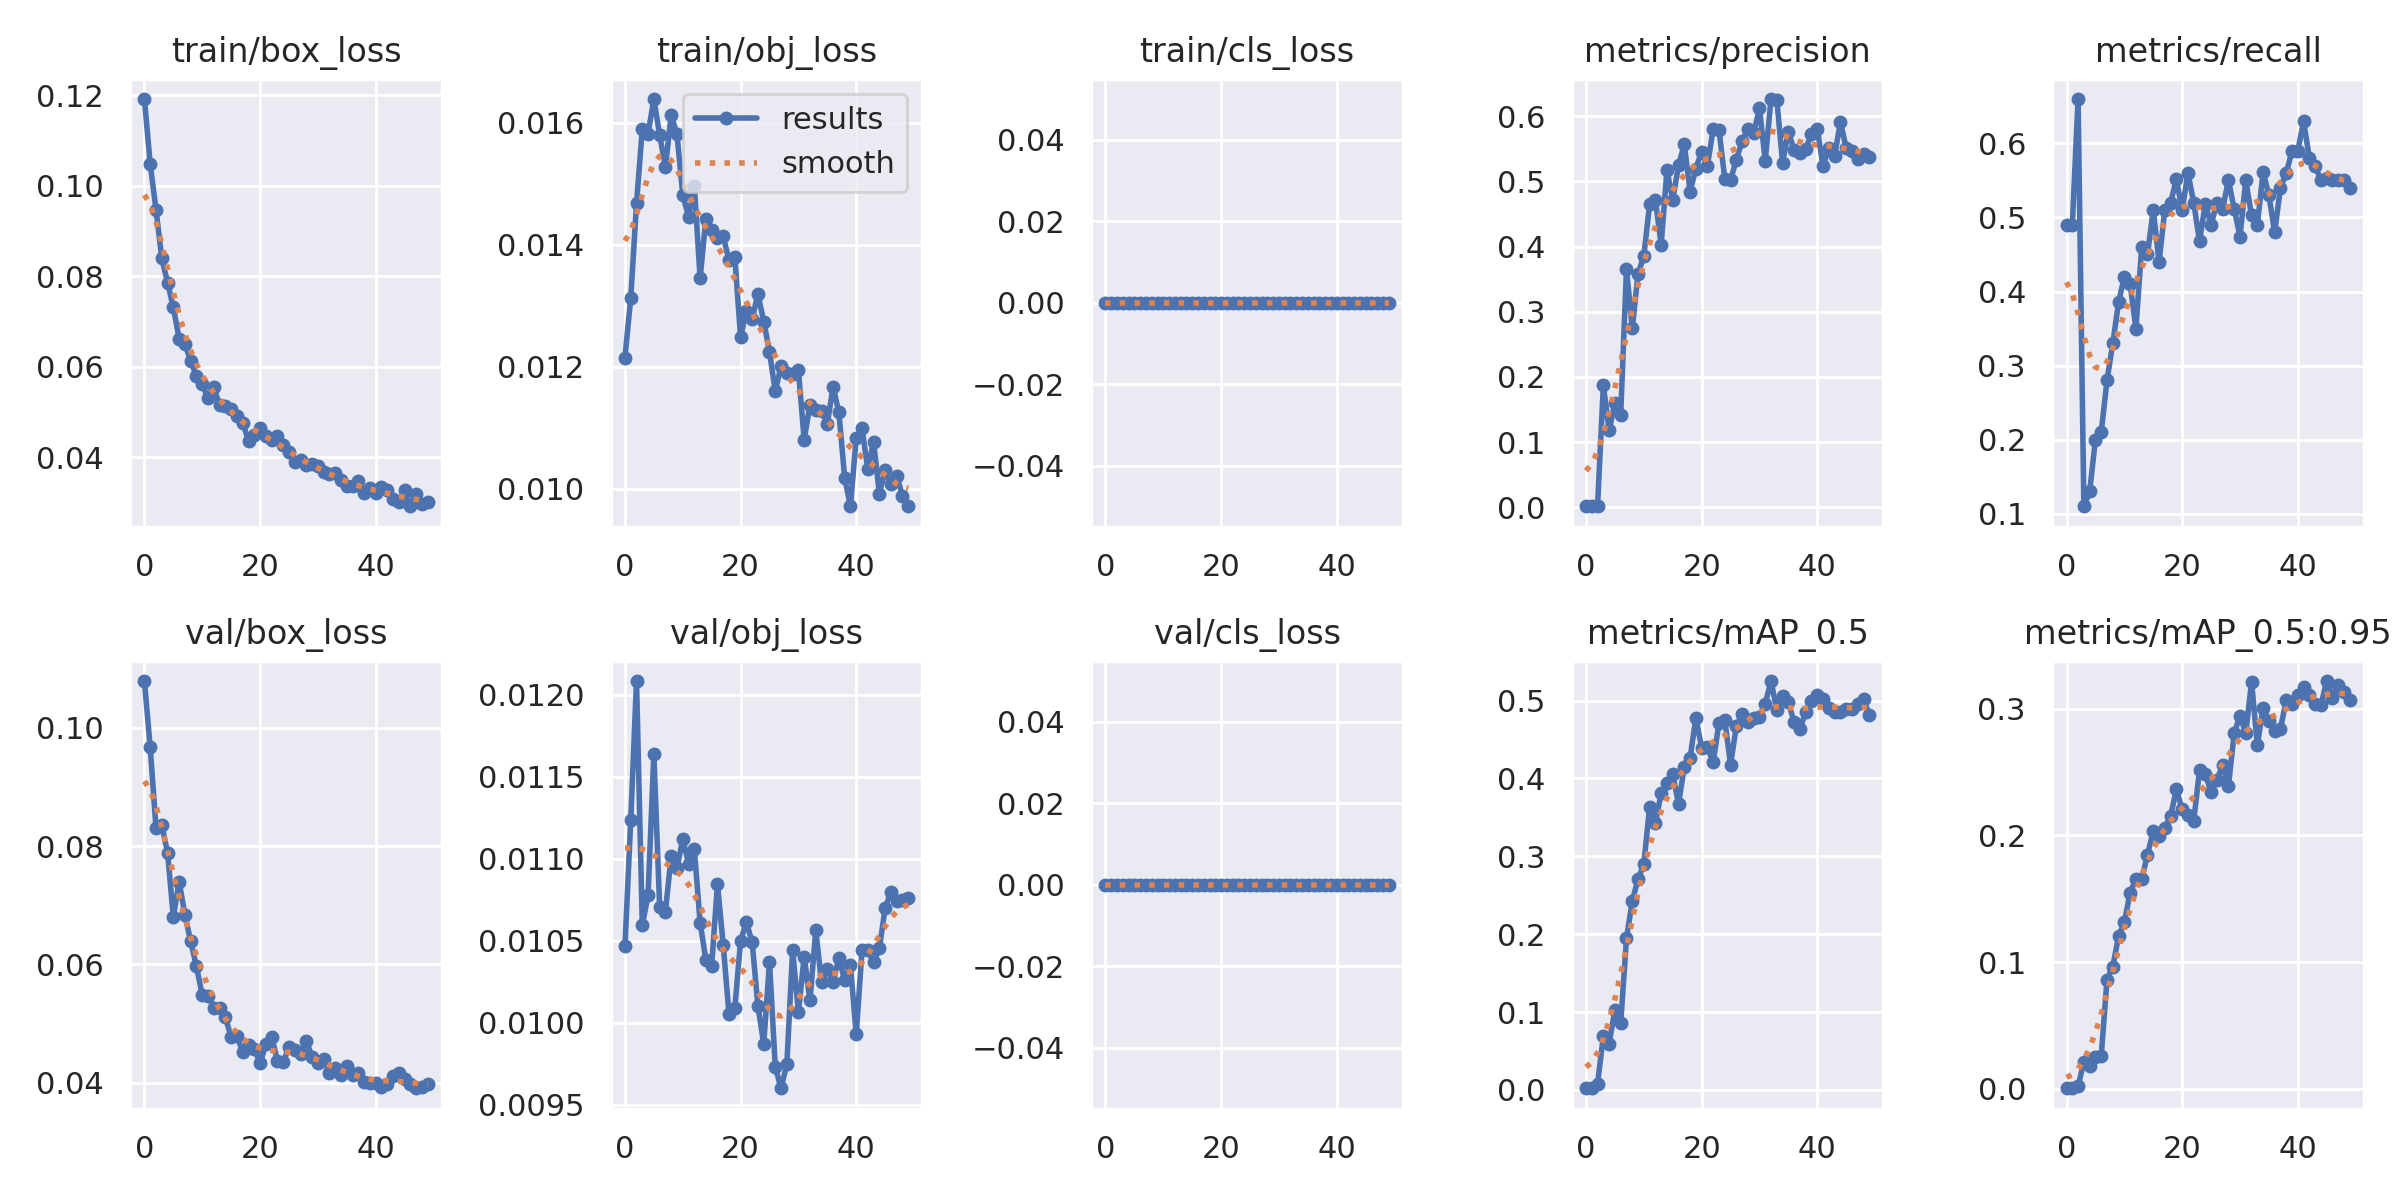 train/box_loss
0.12
0.10
0.08
0.06
0.04
0 20 40
train/obj_loss
results
smooth
0.016
0.014
0.012
0.010
0 20 40
train/cls_loss
0.04
0.02
0.00
−0.02
−0.04
0 20 40
metrics/precision
0.6
0.5
0.4
0.3
0.2
0.1
0.0
0 20 40
metrics/recall
0.6
0.5
0.4
0.3
0.2
0.1
0 20 40
val/box_loss
0.10
0.08
0.06
0.04
0 20 40
val/obj_loss
0.0120
0.0115
0.0110
0.0105
0.0100
0.0095
0 20 40
val/cls_loss
0.04
0.02
0.00
−0.02
−0.04
0 20 40
metrics/mAP_0.5
0.5
0.4
0.3
0.2
0.1
0.0
0 20 40
metrics/mAP_0.5:0.95
0.3
0.2
0.1
0.0
0 20 40